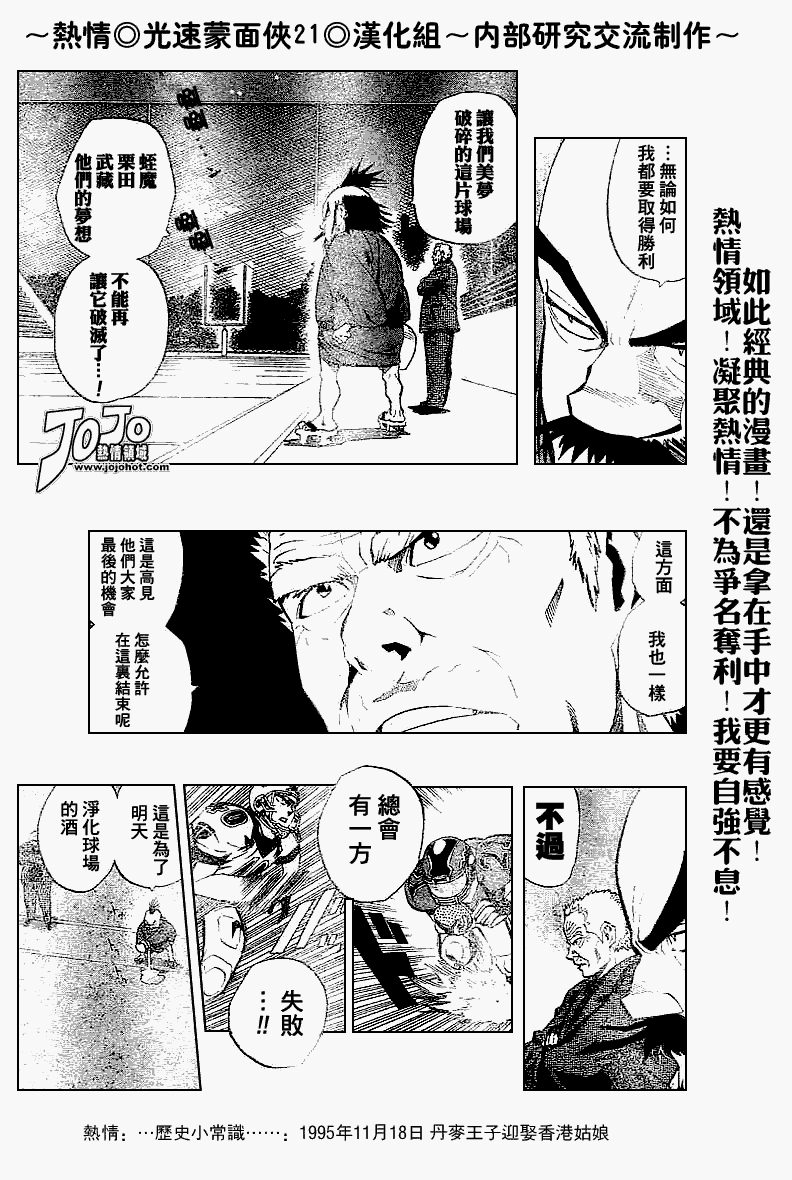 ～熱情◎光速蒙面俠21◎漢化組～内部研究交流制作～
…無論如何
我都要取得勝利
讓我們美夢
破碎的這片球場
蛭魔
栗田
武藏
他們的夢想
不能再
讓它破滅了…！
JOJO
熱情領域
www.jojohot.com
如此經典的漫畫！還是拿在手中才更有感覺！
熱情領域！凝聚熱情！不為爭名奪利！我要自強不息！
這方面
我也一樣
這是高見
他們大家
最後的機會
怎麼允許
在這裏結束呢
不過
總會
有一方
失敗
…!!
這是為了
明天
淨化球場
的酒
熱情：…歷史小常識……：1995年11月18日 丹麥王子迎娶香港姑娘